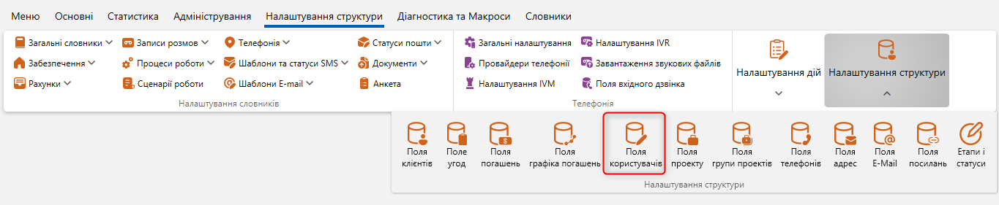 Меню Основні Статистика Адміністрування Налаштування структури Діагностика та Макроси Словники
Загальні словники Записи розмов Телефонія Статуси пошти
Забезпечення Процеси роботи Шаблони та статуси SMS Документи
Рахунки Сценарії роботи Шаблони E-mail Анкета
Налаштування словників
Загальні налаштування Налаштування IVR
Провайдери телефонії Завантаження звукових файлів
Налаштування IVM Поля вхідного дзвінка
Телефонія
Налаштування дій
Налаштування структури
Поля
клієнтів
Поле
угод
Поля
погашень
Поля
графіка погашень
Поля
користувачів
Поля
проекту
Поля
групи проектів
Поля
телефонів
Поля
адрес
Поля
E-Mail
Поля
посилань
Етапи і
статуси
Налаштування структури